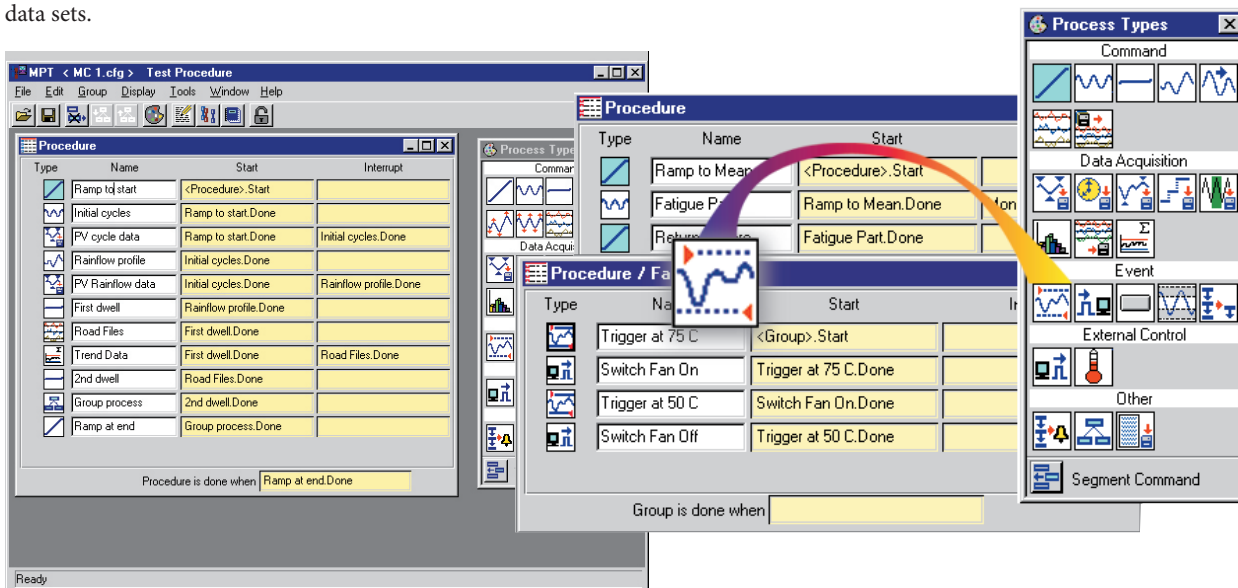 data sets.
MPT < MC 1.cfg > Test Procedure
File Edit Group Display Tools Window Help
Procedure
Type Name Start Interrupt
Ramp to start <Procedure>.Start
Initial cycles Ramp to start.Done
PV cycle data Ramp to start.Done Initial cycles.Done
Rainflow profile Initial cycles.Done
PV Rainflow data Initial cycles.Done Rainflow profile.Done
First dwell Rainflow profile.Done
Road Files First dwell.Done
Trend Data First dwell.Done Road Files.Done
2nd dwell Road Files.Done
Group process 2nd dwell.Done
Ramp at end Group process.Done
Procedure is done when Ramp at end.Done
Ready
Process Type
Comman
Data Acqui
Procedure
Type Name Start
Ramp to Mean <Procedure>.Start
Fatigue Pa Ramp to Mean.Done Mon
Return Fatigue Part.Done
Procedure / Fa
Type Na Start I
Trigger at 75 C <Group>.Start
Switch Fan On Trigger at 75 C.Done
Trigger at 50 C Switch Fan On.Done
Switch Fan Off Trigger at 50 C.Done
Group is done when
Process Types
Command
Data Acquisition
Event
External Control
Other
Segment Command